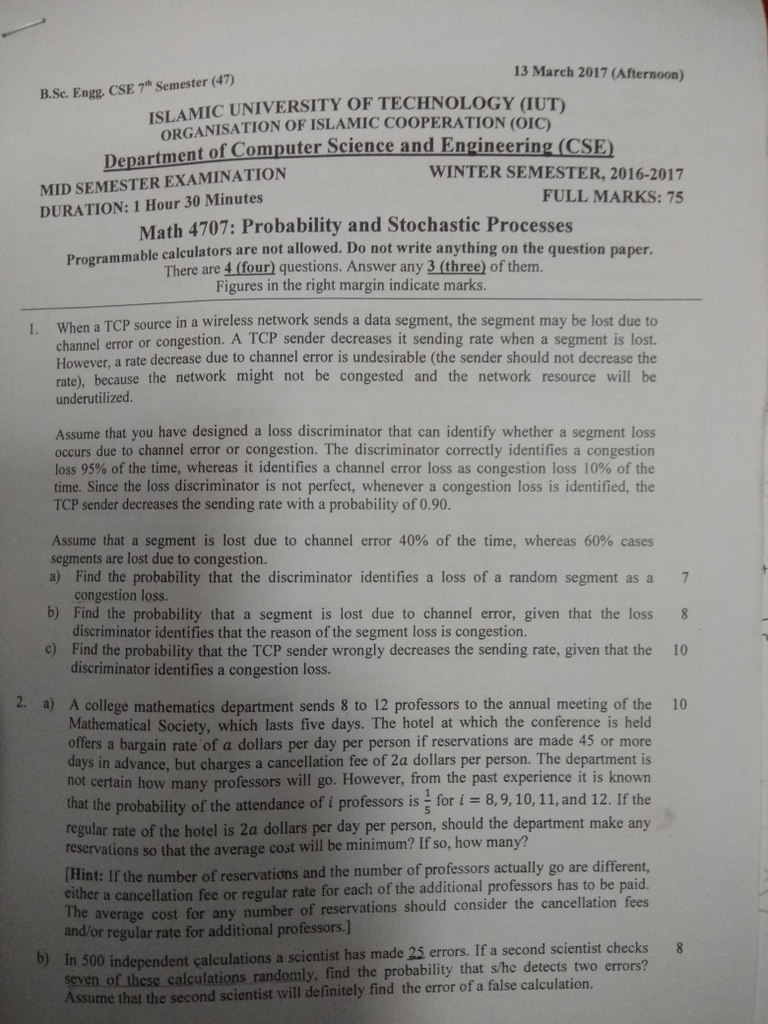 B.Sc. Engg. CSE 7th Semester (47)
13 March 2017 (Afternoon)
ISLAMIC UNIVERSITY OF TECHNOLOGY (IUT)
ORGANISATION OF ISLAMIC COOPERATION (OIC)
Department of Computer Science and Engineering (CSE)
MID SEMESTER EXAMINATION
WINTER SEMESTER, 2016-2017
DURATION: 1 Hour 30 Minutes
FULL MARKS: 75
Math 4707: Probability and Stochastic Processes
Programmable calculators are not allowed. Do not write anything on the question paper.
There are 4 (four) questions. Answer any 3 (three) of them.
Figures in the right margin indicate marks.
1. When a TCP source in a wireless network sends a data segment, the segment may be lost due to
channel error or congestion. A TCP sender decreases it sending rate when a segment is lost.
However, a rate decrease due to channel error is undesirable (the sender should not decrease the
rate), because the network might not be congested and the network resource will be
underutilized.
Assume that you have designed a loss discriminator that can identify whether a segment loss
occurs due to channel error or congestion. The discriminator correctly identifies a congestion
loss 95% of the time, whereas it identifies a channel error loss as congestion loss 10% of the
time. Since the loss discriminator is not perfect, whenever a congestion loss is identified, the
TCP sender decreases the sending rate with a probability of 0.90.
Assume that a segment is lost due to channel error 40% of the time, whereas 60% cases
segments are lost due to congestion.
a) Find the probability that the discriminator identifies a loss of a random segment as a 7
congestion loss.
b) Find the probability that a segment is lost due to channel error, given that the loss 8
discriminator identifies that the reason of the segment loss is congestion.
c) Find the probability that the TCP sender wrongly decreases the sending rate, given that the 10
discriminator identifies a congestion loss.
2. a) A college mathematics department sends 8 to 12 professors to the annual meeting of the 10
Mathematical Society, which lasts five days. The hotel at which the conference is held
offers a bargain rate of a dollars per day per person if reservations are made 45 or more
days in advance, but charges a cancellation fee of 2a dollars per person. The department is
not certain how many professors will go. However, from the past experience it is known
that the probability of the attendance of i professors is 1/5 for i = 8, 9, 10, 11, and 12. If the
regular rate of the hotel is 2a dollars per day per person, should the department make any
reservations so that the average cost will be minimum? If so, how many?
[Hint: If the number of reservations and the number of professors actually go are different,
either a cancellation fee or regular rate for each of the additional professors has to be paid.
The average cost for any number of reservations should consider the cancellation fees
and/or regular rate for additional professors.]
b) In 500 independent calculations a scientist has made 25 errors. If a second scientist checks 8
seven of these calculations randomly, find the probability that s/he detects two errors?
Assume that the second scientist will definitely find the error of a false calculation.